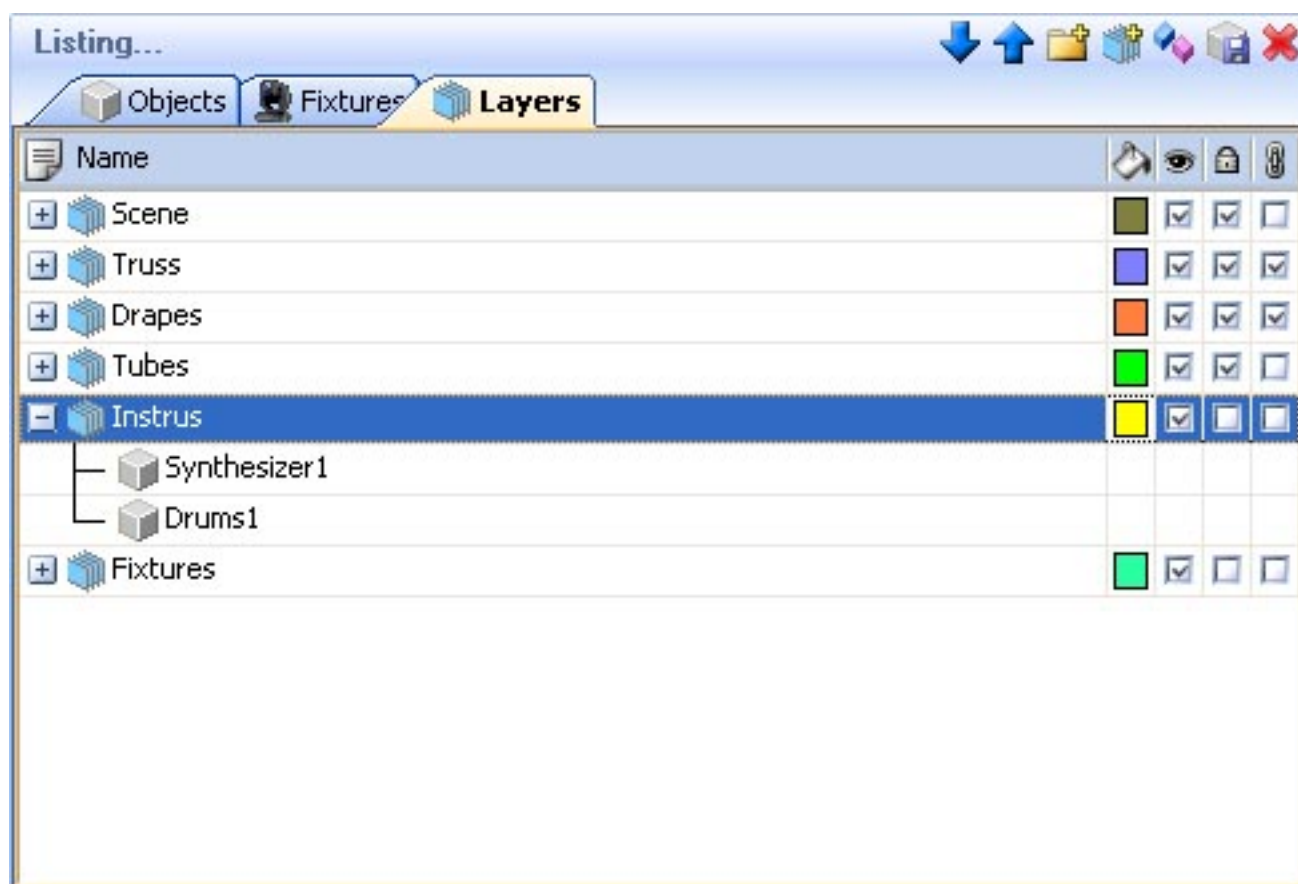 Listing...
Objects Fixtures Layers
Name
Scene
Truss
Drapes
Tubes
Instrus
Synthesizer1
Drums1
Fixtures